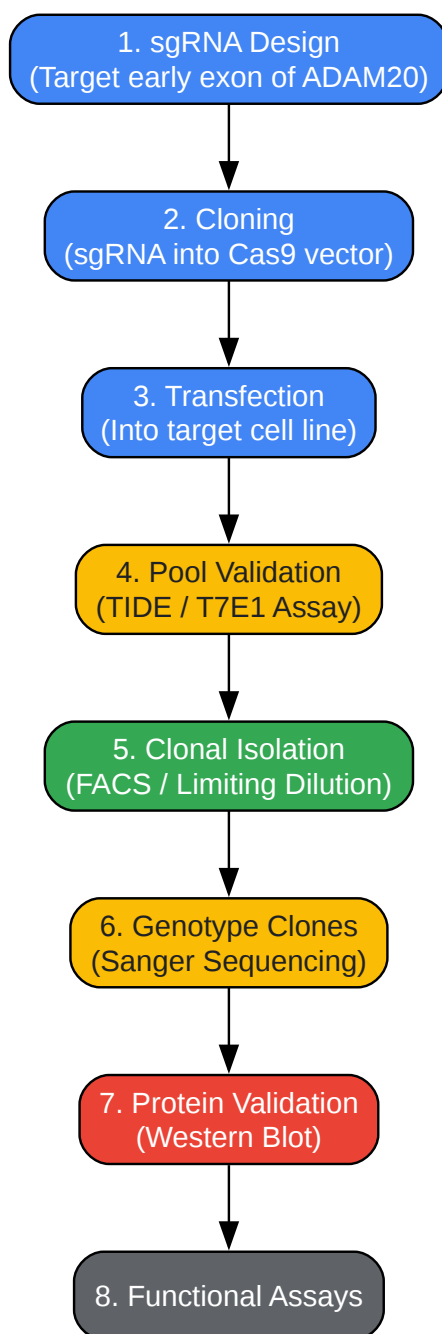 1. sgRNA Design
(Target early exon of ADAM20)
2. Cloning
(sgRNA into Cas9 vector)
3. Transfection
(Into target cell line)
4. Pool Validation
(TIDE / T7E1 Assay)
5. Clonal Isolation
(FACS / Limiting Dilution)
6. Genotype Clones
(Sanger Sequencing)
7. Protein Validation
(Western Blot)
8. Functional Assays